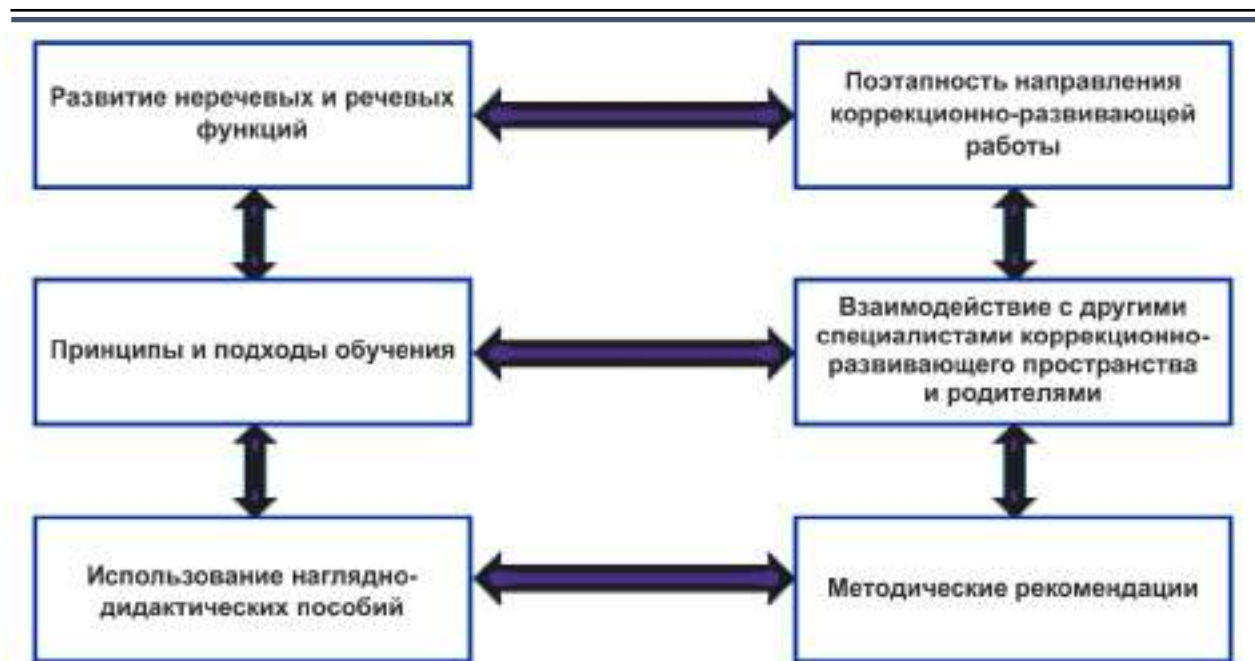 Развитие неречевых и речевых
функций
Поэтапность направления
коррекционно-развивающей
работы
Принципы и подходы обучения
Взаимодействие с другими
специалистами коррекционно-
развивающего пространства
и родителями
Использование наглядно-
дидактических пособий
Методические рекомендации